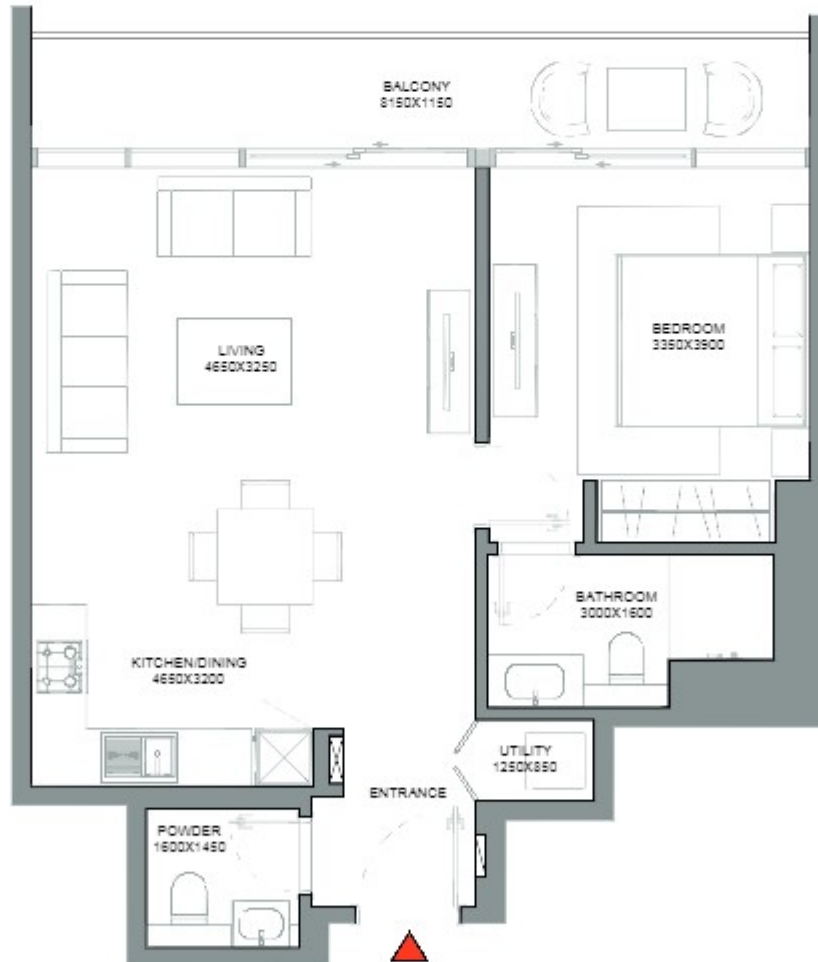 BALCONY
8150X1150
LIVING
4650X3250
BEDROOM
3350X3900
BATHROOM
3000X1600
KITCHEN/DINING
4650X3200
UTILITY
1250X850
ENTRANCE
POWDER
1600X1450